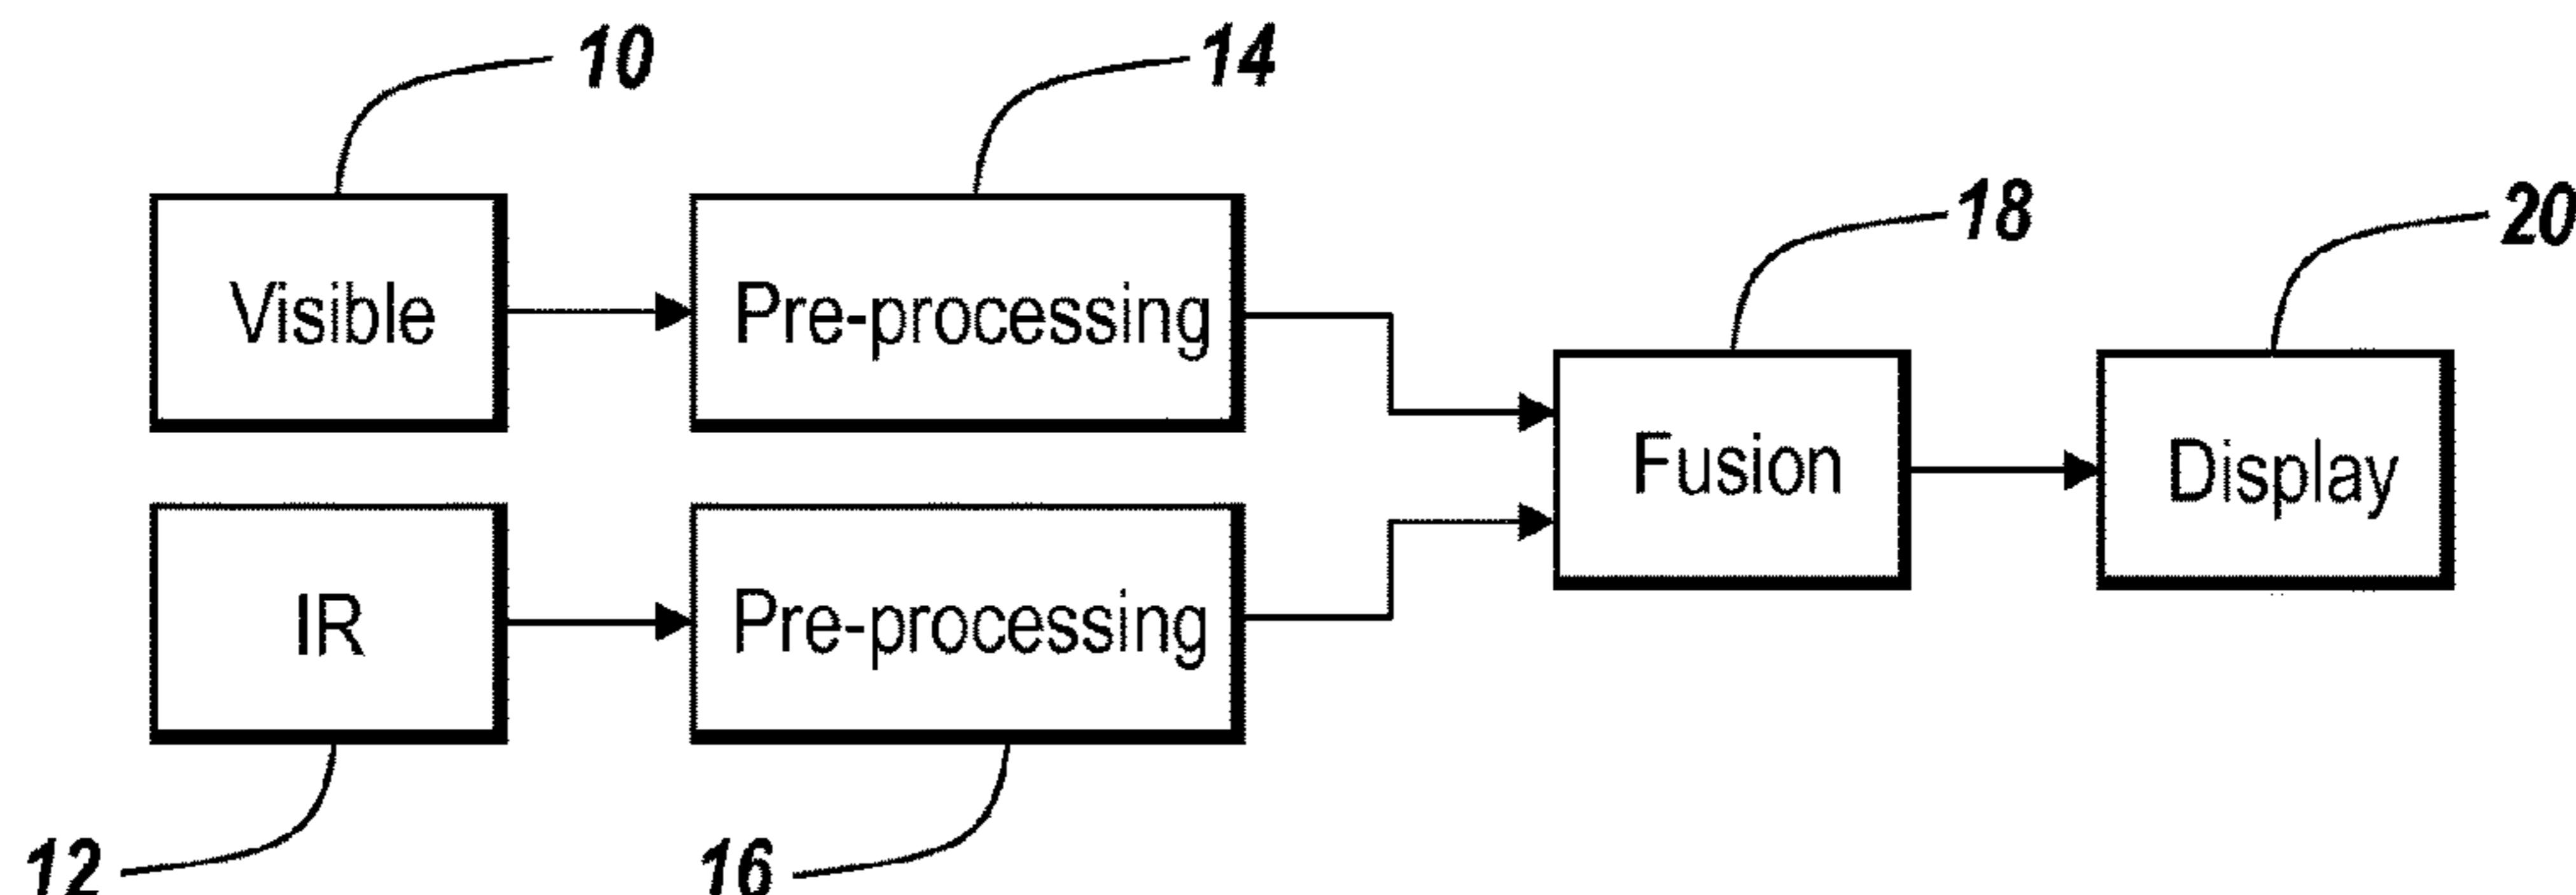 10
14
18
20
Visible
Pre-processing
Fusion
Display
IR
Pre-processing
12
16